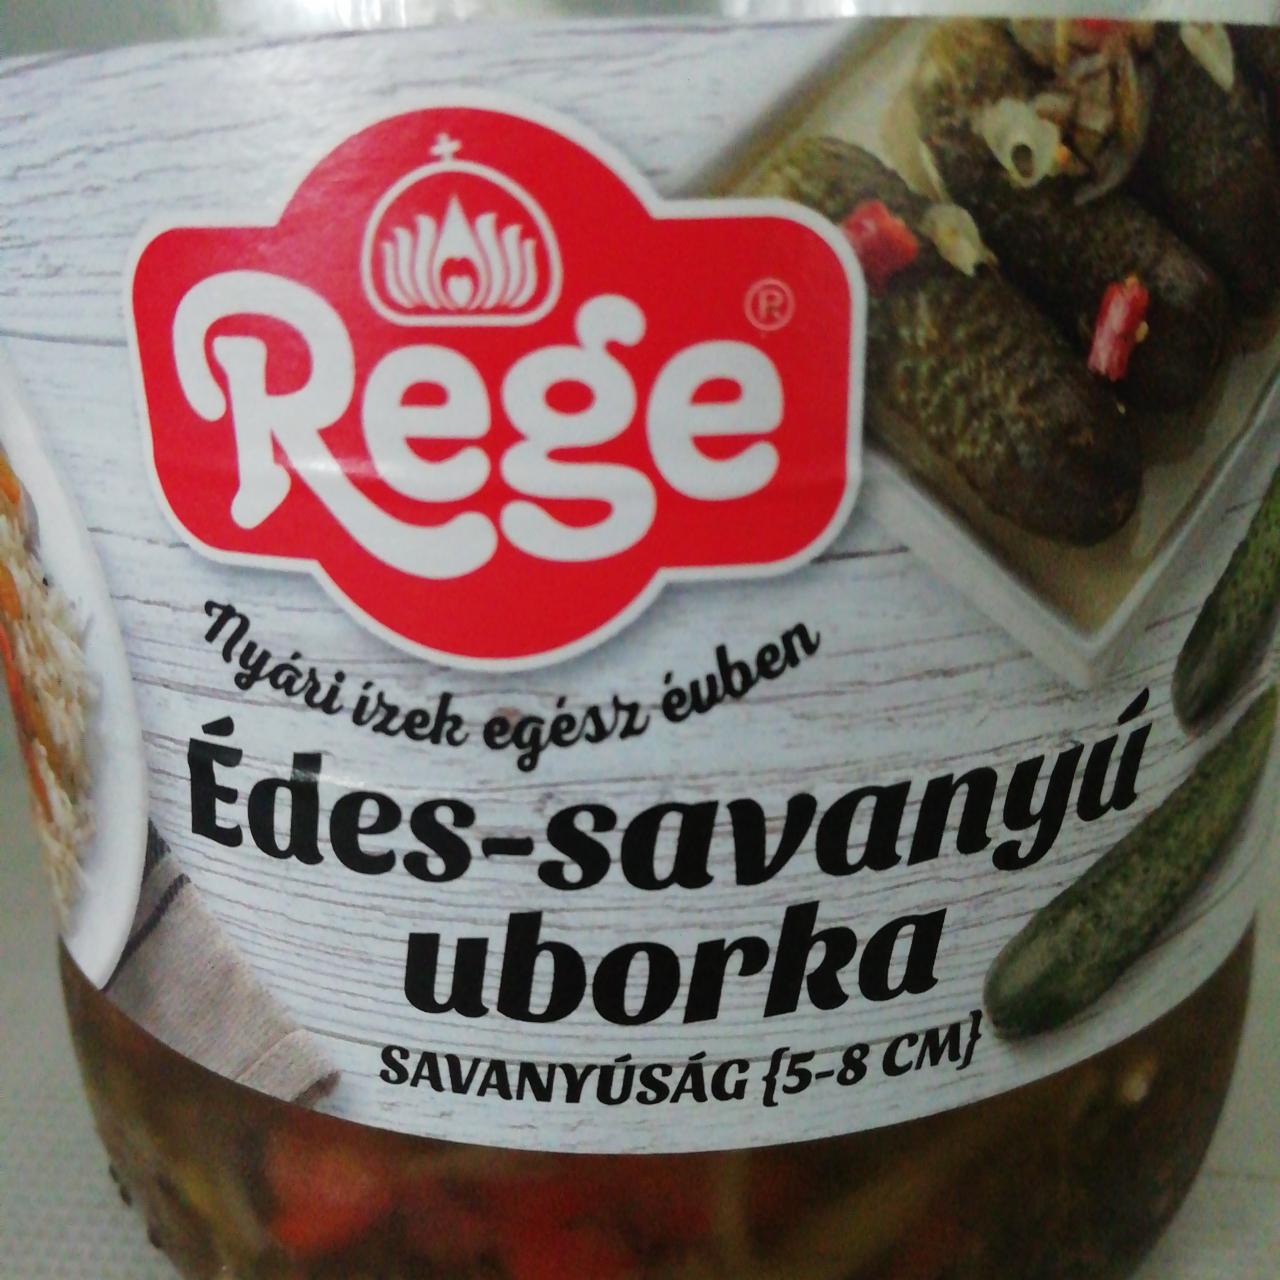 Rege
®
Nyári ízek egész évben
Édes-savanyú
uborka
SAVANYÚSÁG {5-8 CM}